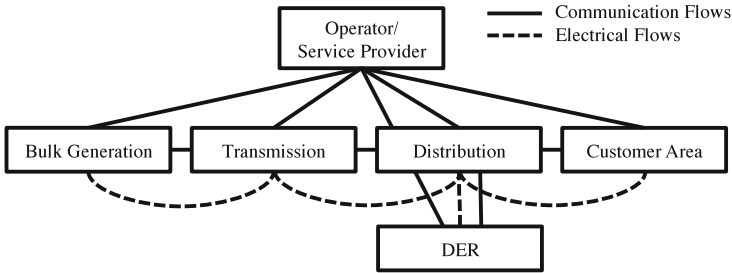 Operator/
Service Provider
Communication Flows
Electrical Flows
Bulk Generation
Transmission
Distribution
Customer Area
DER